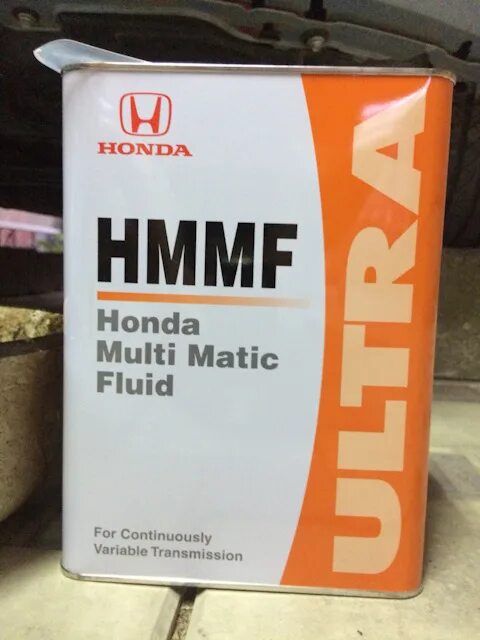 HONDA
HMMF
Honda
Multi Matic
Fluid
For Continuously
Variable Transmission
ULTRA